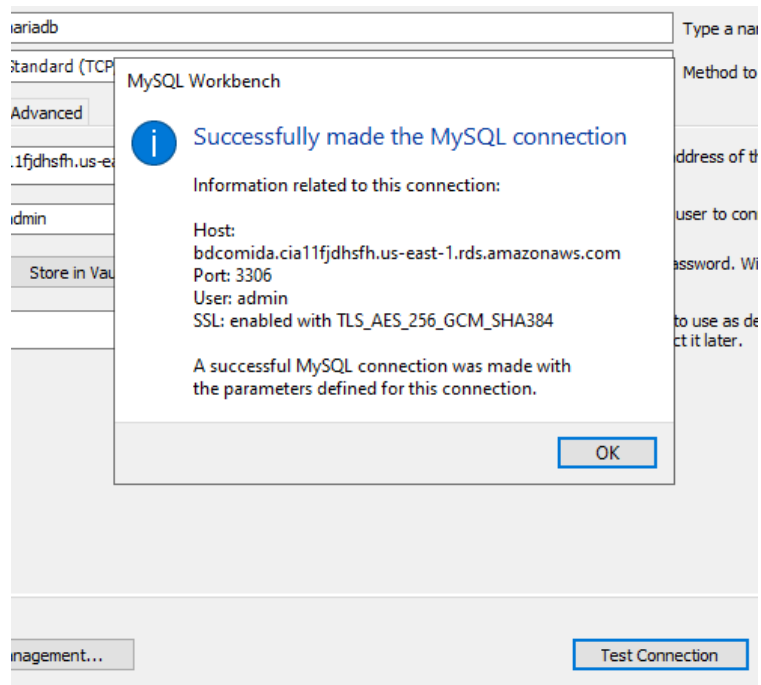 ariadb
Type a na
Standard (TCP
Method to
MySQL Workbench
Advanced
Successfully made the MySQL connection
.1fjdhsfh.us-ea
address of th
Information related to this connection:
admin
user to con
Host:
bdcomida.cia11fjdhsfh.us-east-1.rds.amazonaws.com
Store in Vau
assword. Wi
Port: 3306
User: admin
SSL: enabled with TLS_AES_256_GCM_SHA384
to use as de
ct it later.
A successful MySQL connection was made with
the parameters defined for this connection.
OK
nagement...
Test Connection